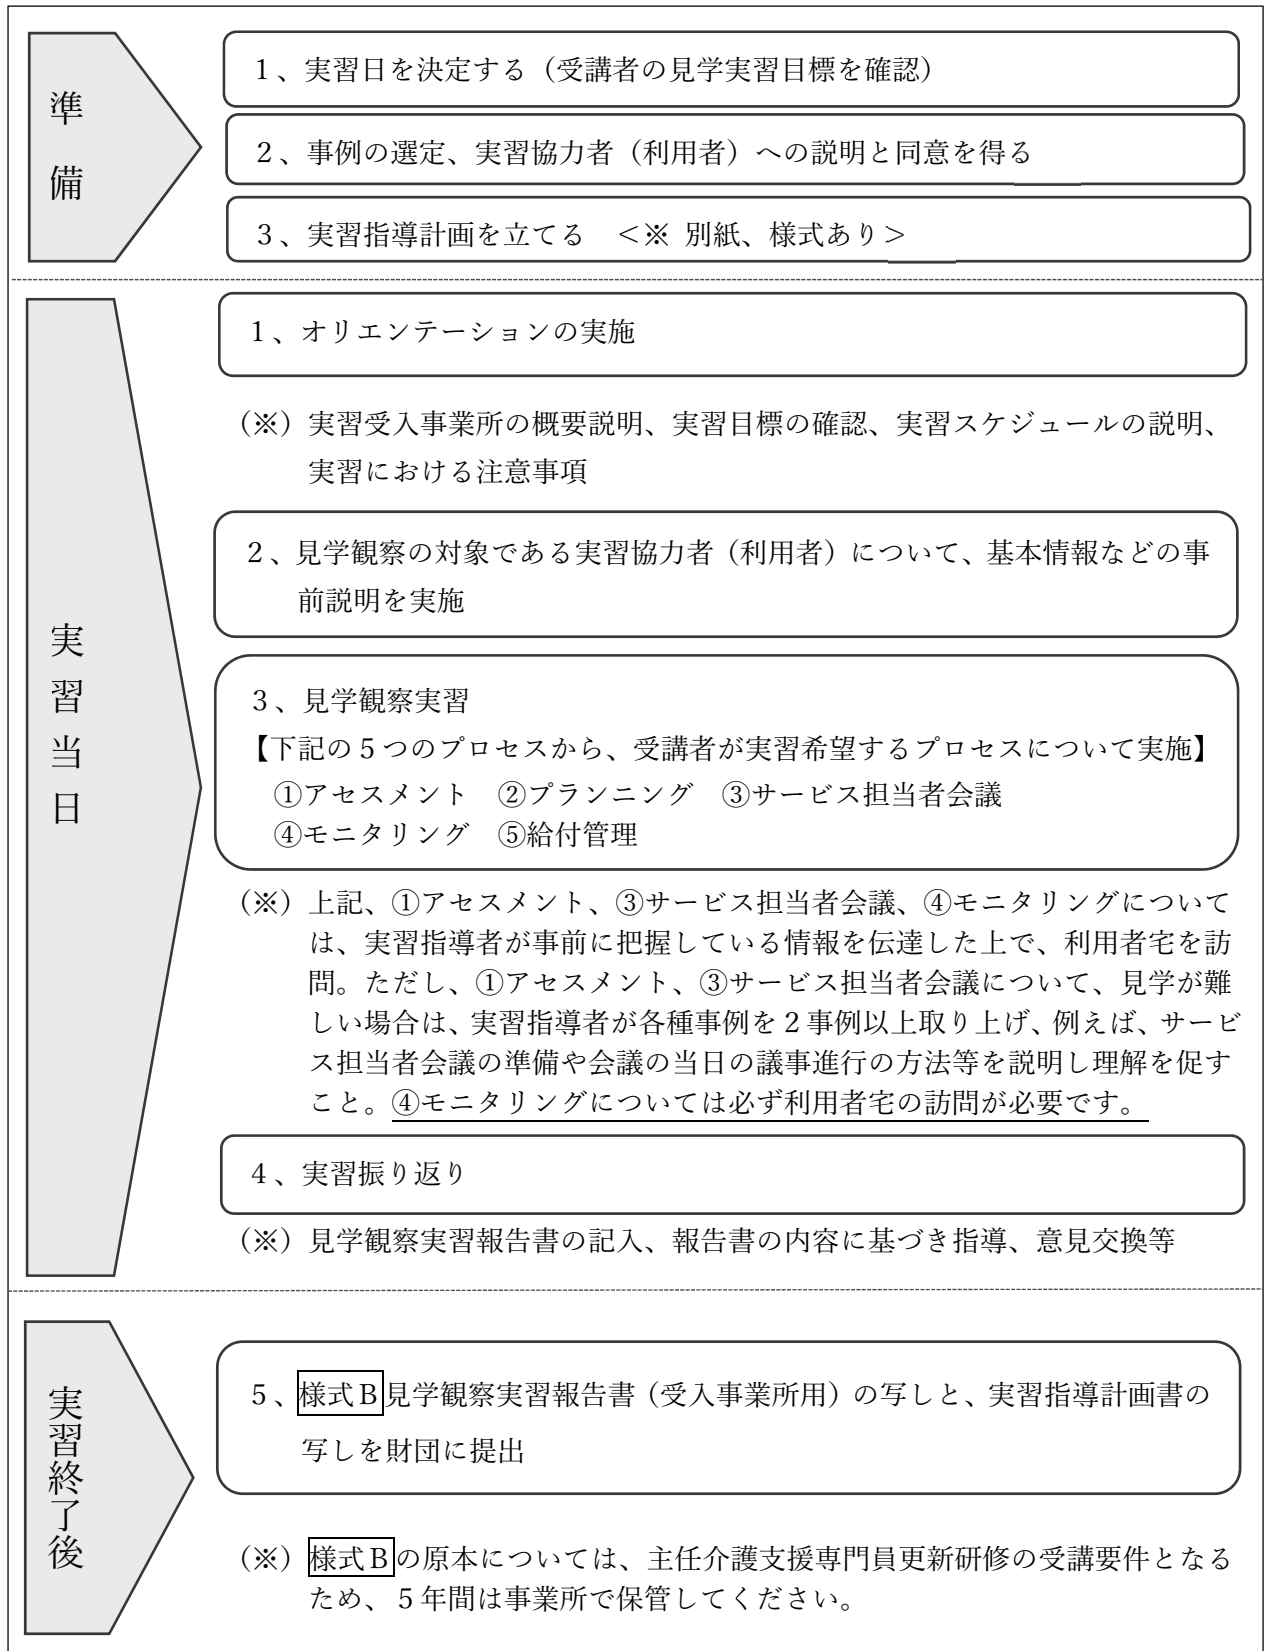 準備
１、実習日を決定する（受講者の見学実習目標を確認）
２、事例の選定、実習協力者（利用者）への説明と同意を得る
３、実習指導計画を立てる　＜※ 別紙、様式あり＞
実習当日
１、オリエンテーションの実施
（※）実習受入事業所の概要説明、実習目標の確認、実習スケジュールの説明、
実習における注意事項
２、見学観察の対象である実習協力者（利用者）について、基本情報などの事
前説明を実施
３、見学観察実習
【下記の５つのプロセスから、受講者が実習希望するプロセスについて実施】
①アセスメント　②プランニング　③サービス担当者会議
④モニタリング　⑤給付管理
（※）上記、①アセスメント、③サービス担当者会議、④モニタリングについて
は、実習指導者が事前に把握している情報を伝達した上で、利用者宅を訪
問。ただし、①アセスメント、③サービス担当者会議について、見学が難
しい場合は、実習指導者が各種事例を２事例以上取り上げ、例えば、サービ
ス担当者会議の準備や会議の当日の議事進行の方法等を説明し理解を促す
こと。④モニタリングについては必ず利用者宅の訪問が必要です。
４、実習振り返り
（※）見学観察実習報告書の記入、報告書の内容に基づき指導、意見交換等
実習終了後
５、様式Ｂ見学観察実習報告書（受入事業所用）の写しと、実習指導計画書の
写しを財団に提出
（※）様式Ｂの原本については、主任介護支援専門員更新研修の受講要件となる
ため、５年間は事業所で保管してください。